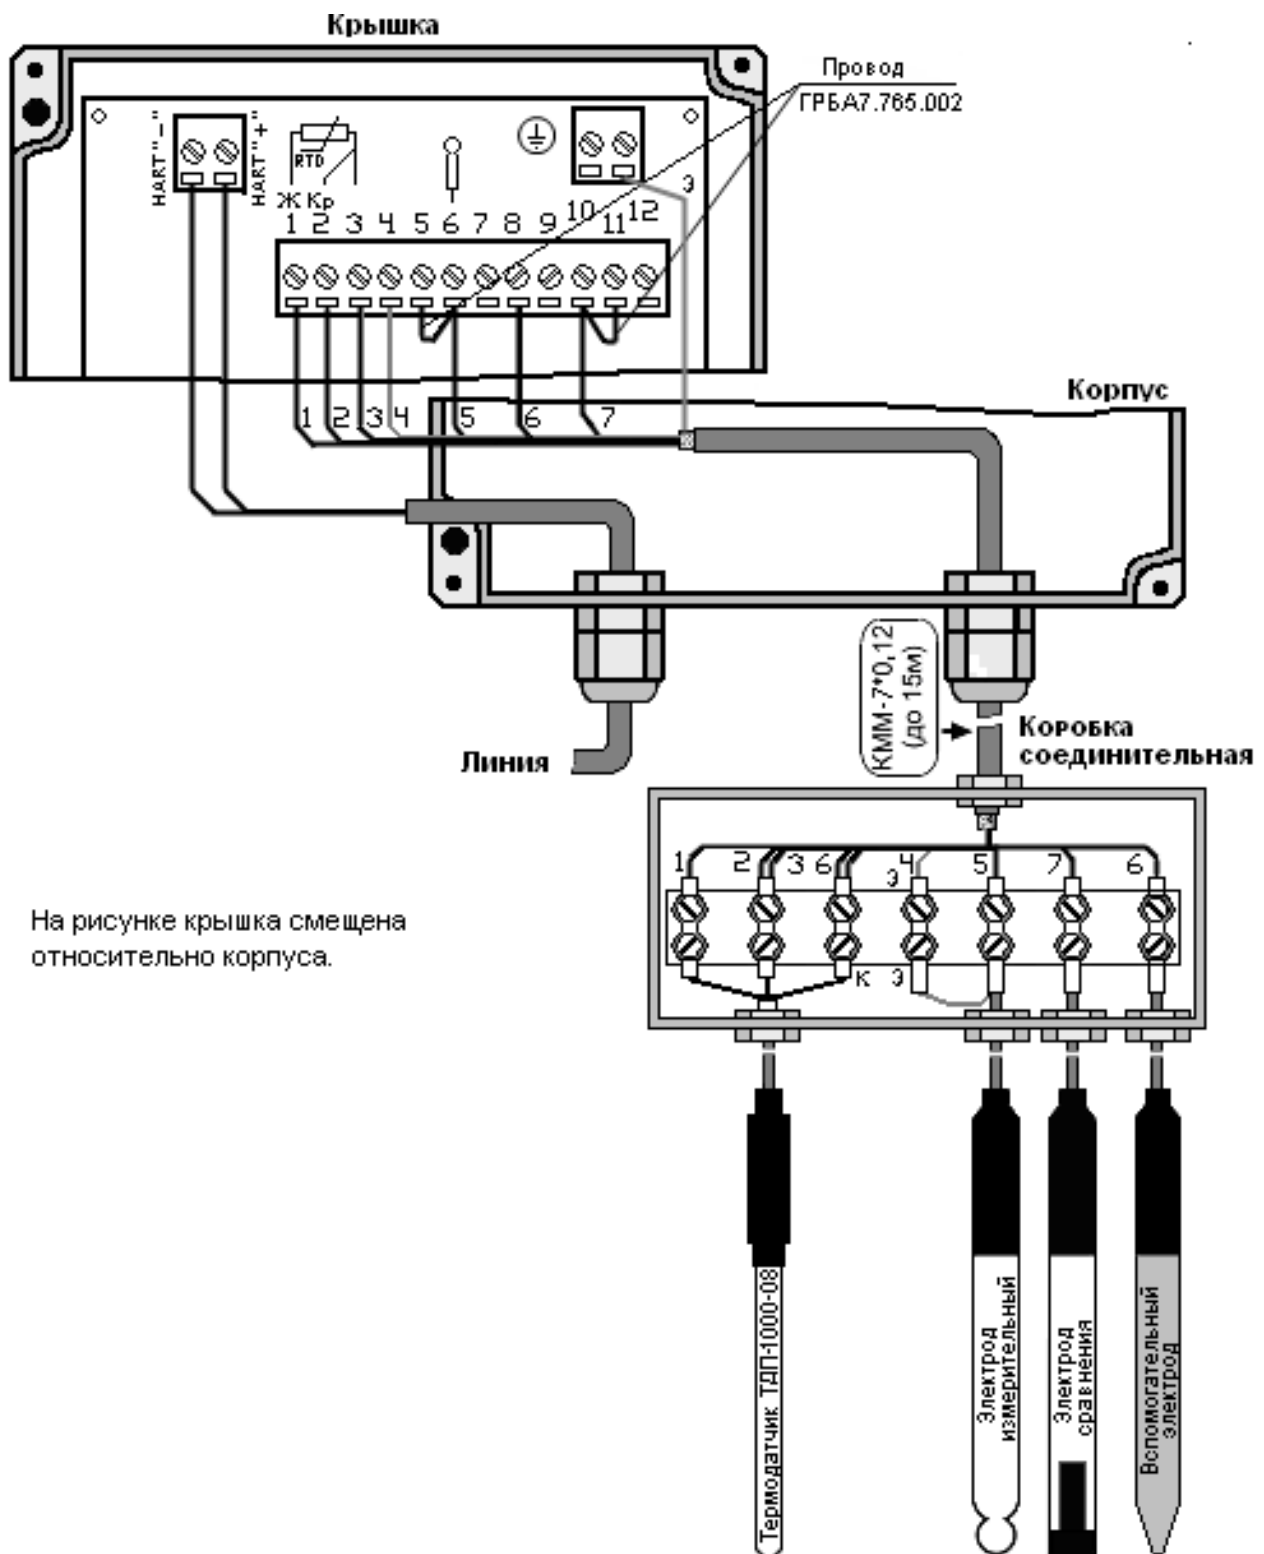 Крышка
Провод
ГРБА7.765.002
HART "-"
HART "+"
RTD
Ж Кр
Э
1 2 3 4 5 6 7 8 9 10 11 12
Корпус
1 2 3 4 5 6 7
КММ-7*0,12
(до 15м)
Линия
Коробка
соединительная
1 2 3 6 4 5 7 6
Э
На рисунке крышка смещена
относительно корпуса.
К Э
Термодатчик ТДП-1000-08
Электрод
измерительный
Электрод
сравнения
Вспомогательный
электрод